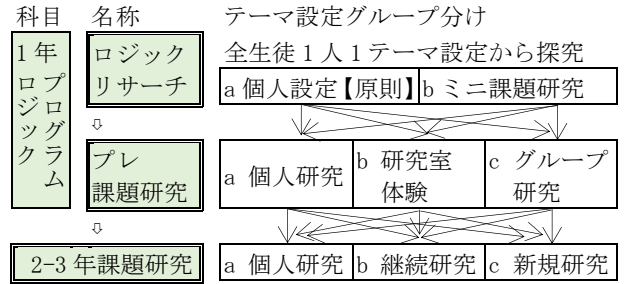 科目 名称 テーマ設定グループ分け
1年 ロジック 全生徒1人1テーマ設定から探究
ロジック プログラム
リサーチ a個人設定【原則】 bミニ課題研究
⇩
プレ 課題研究
a 個人研究 b 研究室 体験 c グループ 研究
⇩
2-3年課題研究 a 個人研究 b 継続研究 c 新規研究